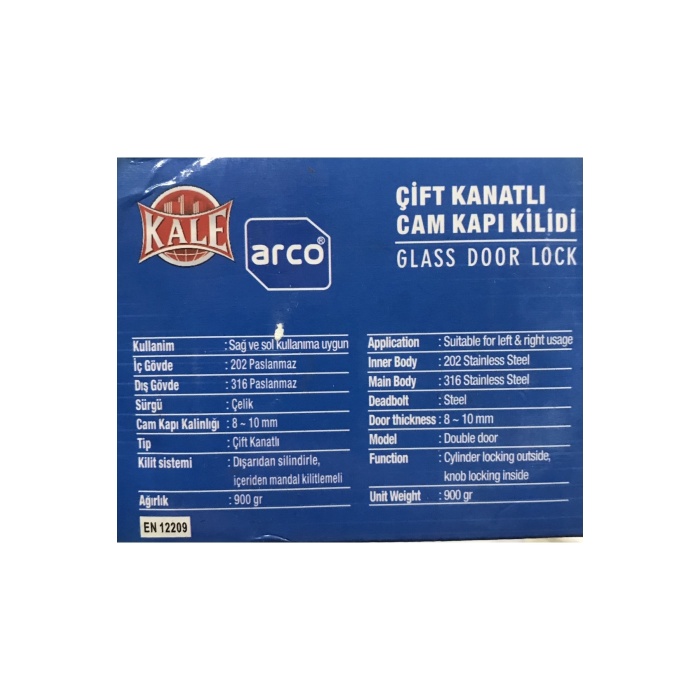 KALE
arco®
ÇİFT KANATLI
CAM KAPI KİLİDİ
GLASS DOOR LOCK
Kullanim : Sağ ve sol kullanıma uygun
İç Gövde : 202 Paslanmaz
Dış Gövde : 316 Paslanmaz
Sürgü : Çelik
Cam Kapı Kalinlığı : 8 ~ 10 mm
Tip : Çift Kanatlı
Kilit sistemi : Dışarıdan silindirle,
içeriden mandal kilitlemeli
Ağırlık : 900 gr
EN 12209
Application : Suitable for left & right usage
Inner Body : 202 Stainless Steel
Main Body : 316 Stainless Steel
Deadbolt : Steel
Door thickness : 8 ~ 10 mm
Model : Double door
Function : Cylinder locking outside,
knob locking inside
Unit Weight : 900 gr